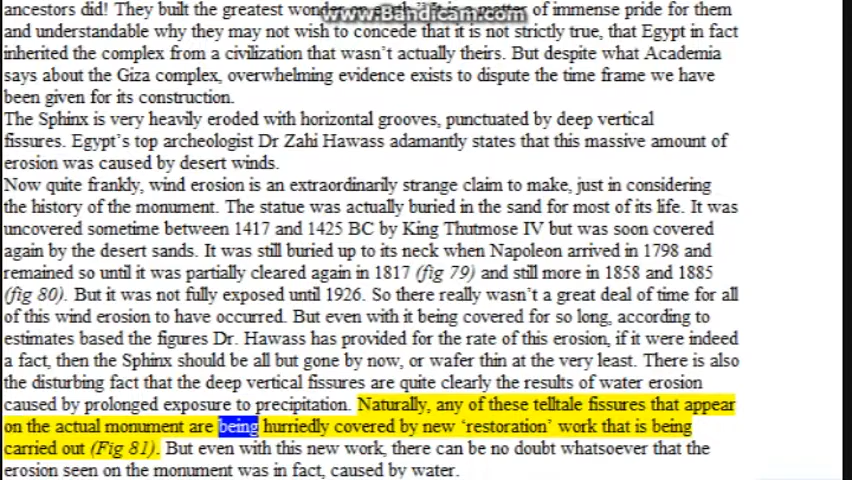 ancestors did! They built the greatest wonder on earth." It is a matter of immense pride for them
www.Bandicam.com
and understandable why they may not wish to concede that it is not strictly true, that Egypt in fact
inherited the complex from a civilization that wasn't actually theirs. But despite what Academia
says about the Giza complex, overwhelming evidence exists to dispute the time frame we have
been given for its construction.
The Sphinx is very heavily eroded with horizontal grooves, punctuated by deep vertical
fissures. Egypt's top archeologist Dr Zahi Hawass adamantly states that this massive amount of
erosion was caused by desert winds.
Now quite frankly, wind erosion is an extraordinarily strange claim to make, just in considering
the history of the monument. The statue was actually buried in the sand for most of its life. It was
uncovered sometime between 1417 and 1425 BC by King Thutmose IV but was soon covered
again by the desert sands. It was still buried up to its neck when Napoleon arrived in 1798 and
remained so until it was partially cleared again in 1817 (fig 79) and still more in 1858 and 1885
(fig 80). But it was not fully exposed until 1926. So there really wasn't a great deal of time for all
of this wind erosion to have occurred. But even with it being covered for so long, according to
estimates based the figures Dr. Hawass has provided for the rate of this erosion, if it were indeed
a fact, then the Sphinx should be all but gone by now, or wafer thin at the very least. There is also
the disturbing fact that the deep vertical fissures are quite clearly the results of water erosion
caused by prolonged exposure to precipitation. Naturally, any of these telltale fissures that appear
on the actual monument are being hurriedly covered by new 'restoration' work that is being
carried out (Fig 81). But even with this new work, there can be no doubt whatsoever that the
erosion seen on the monument was in fact, caused by water.